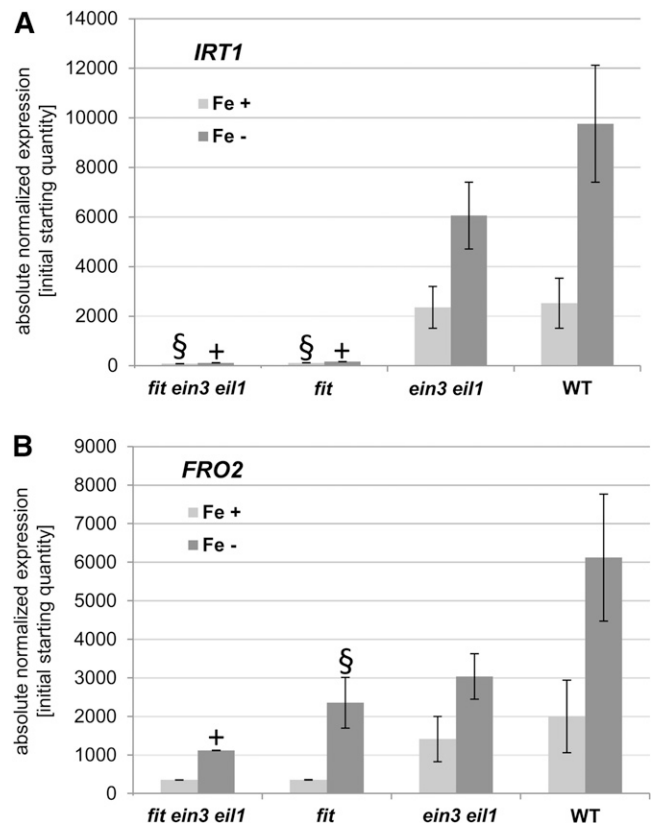 A
IRT1
Fe +
Fe -
absolute normalized expression
[initial starting quantity]
14000
12000
10000
8000
6000
4000
2000
0
§ + § +
fit ein3 eil1 fit ein3 eil1 WT
B
FRO2
Fe +
Fe -
absolute normalized expression
[initial starting quantity]
9000
8000
7000
6000
5000
4000
3000
2000
1000
0
+ §
fit ein3 eil1 fit ein3 eil1 WT